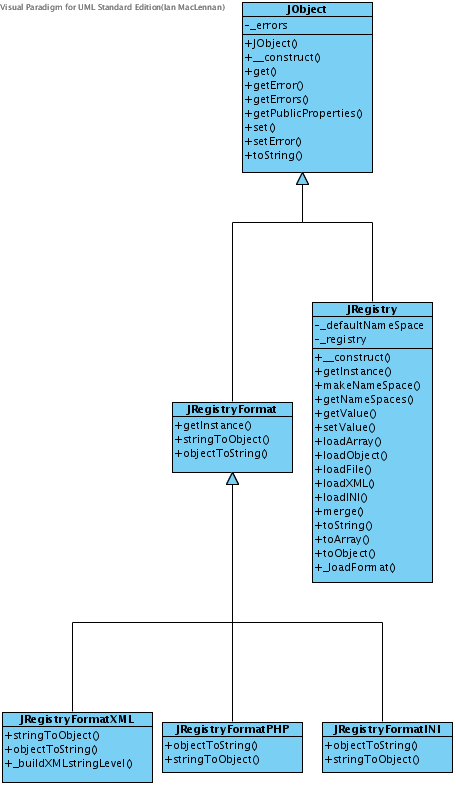 Visual Paradigm for UML Standard Edition(Ian MacLennan)
JObject
-_errors
+JObject()
+__construct()
+get()
+getError()
+getErrors()
+getPublicProperties()
+set()
+setError()
+toString()
JRegistry
-_defaultNameSpace
-_registry
+__construct()
+getInstance()
+makeNameSpace()
+getNameSpaces()
+getValue()
+setValue()
+loadArray()
+loadObject()
+loadFile()
+loadXML()
+loadINI()
+merge()
+toString()
+toArray()
+toObject()
+_loadFormat()
JRegistryFormat
+getInstance()
+stringToObject()
+objectToString()
JRegistryFormatXML
+stringToObject()
+objectToString()
+_buildXMLstringLevel()
JRegistryFormatPHP
+objectToString()
+stringToObject()
JRegistryFormatINI
+objectToString()
+stringToObject()